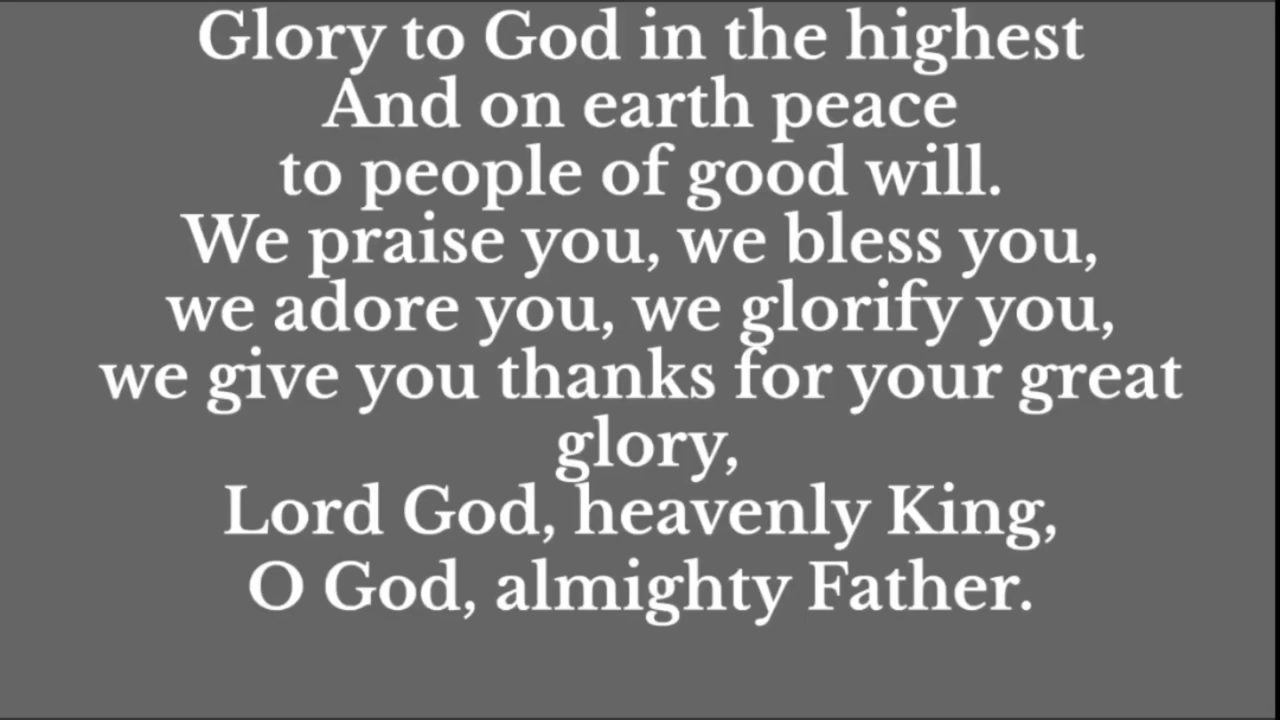 Glory to God in the highest
And on earth peace
to people of good will.
We praise you, we bless you,
we adore you, we glorify you,
we give you thanks for your great
glory,
Lord God, heavenly King,
O God, almighty Father.